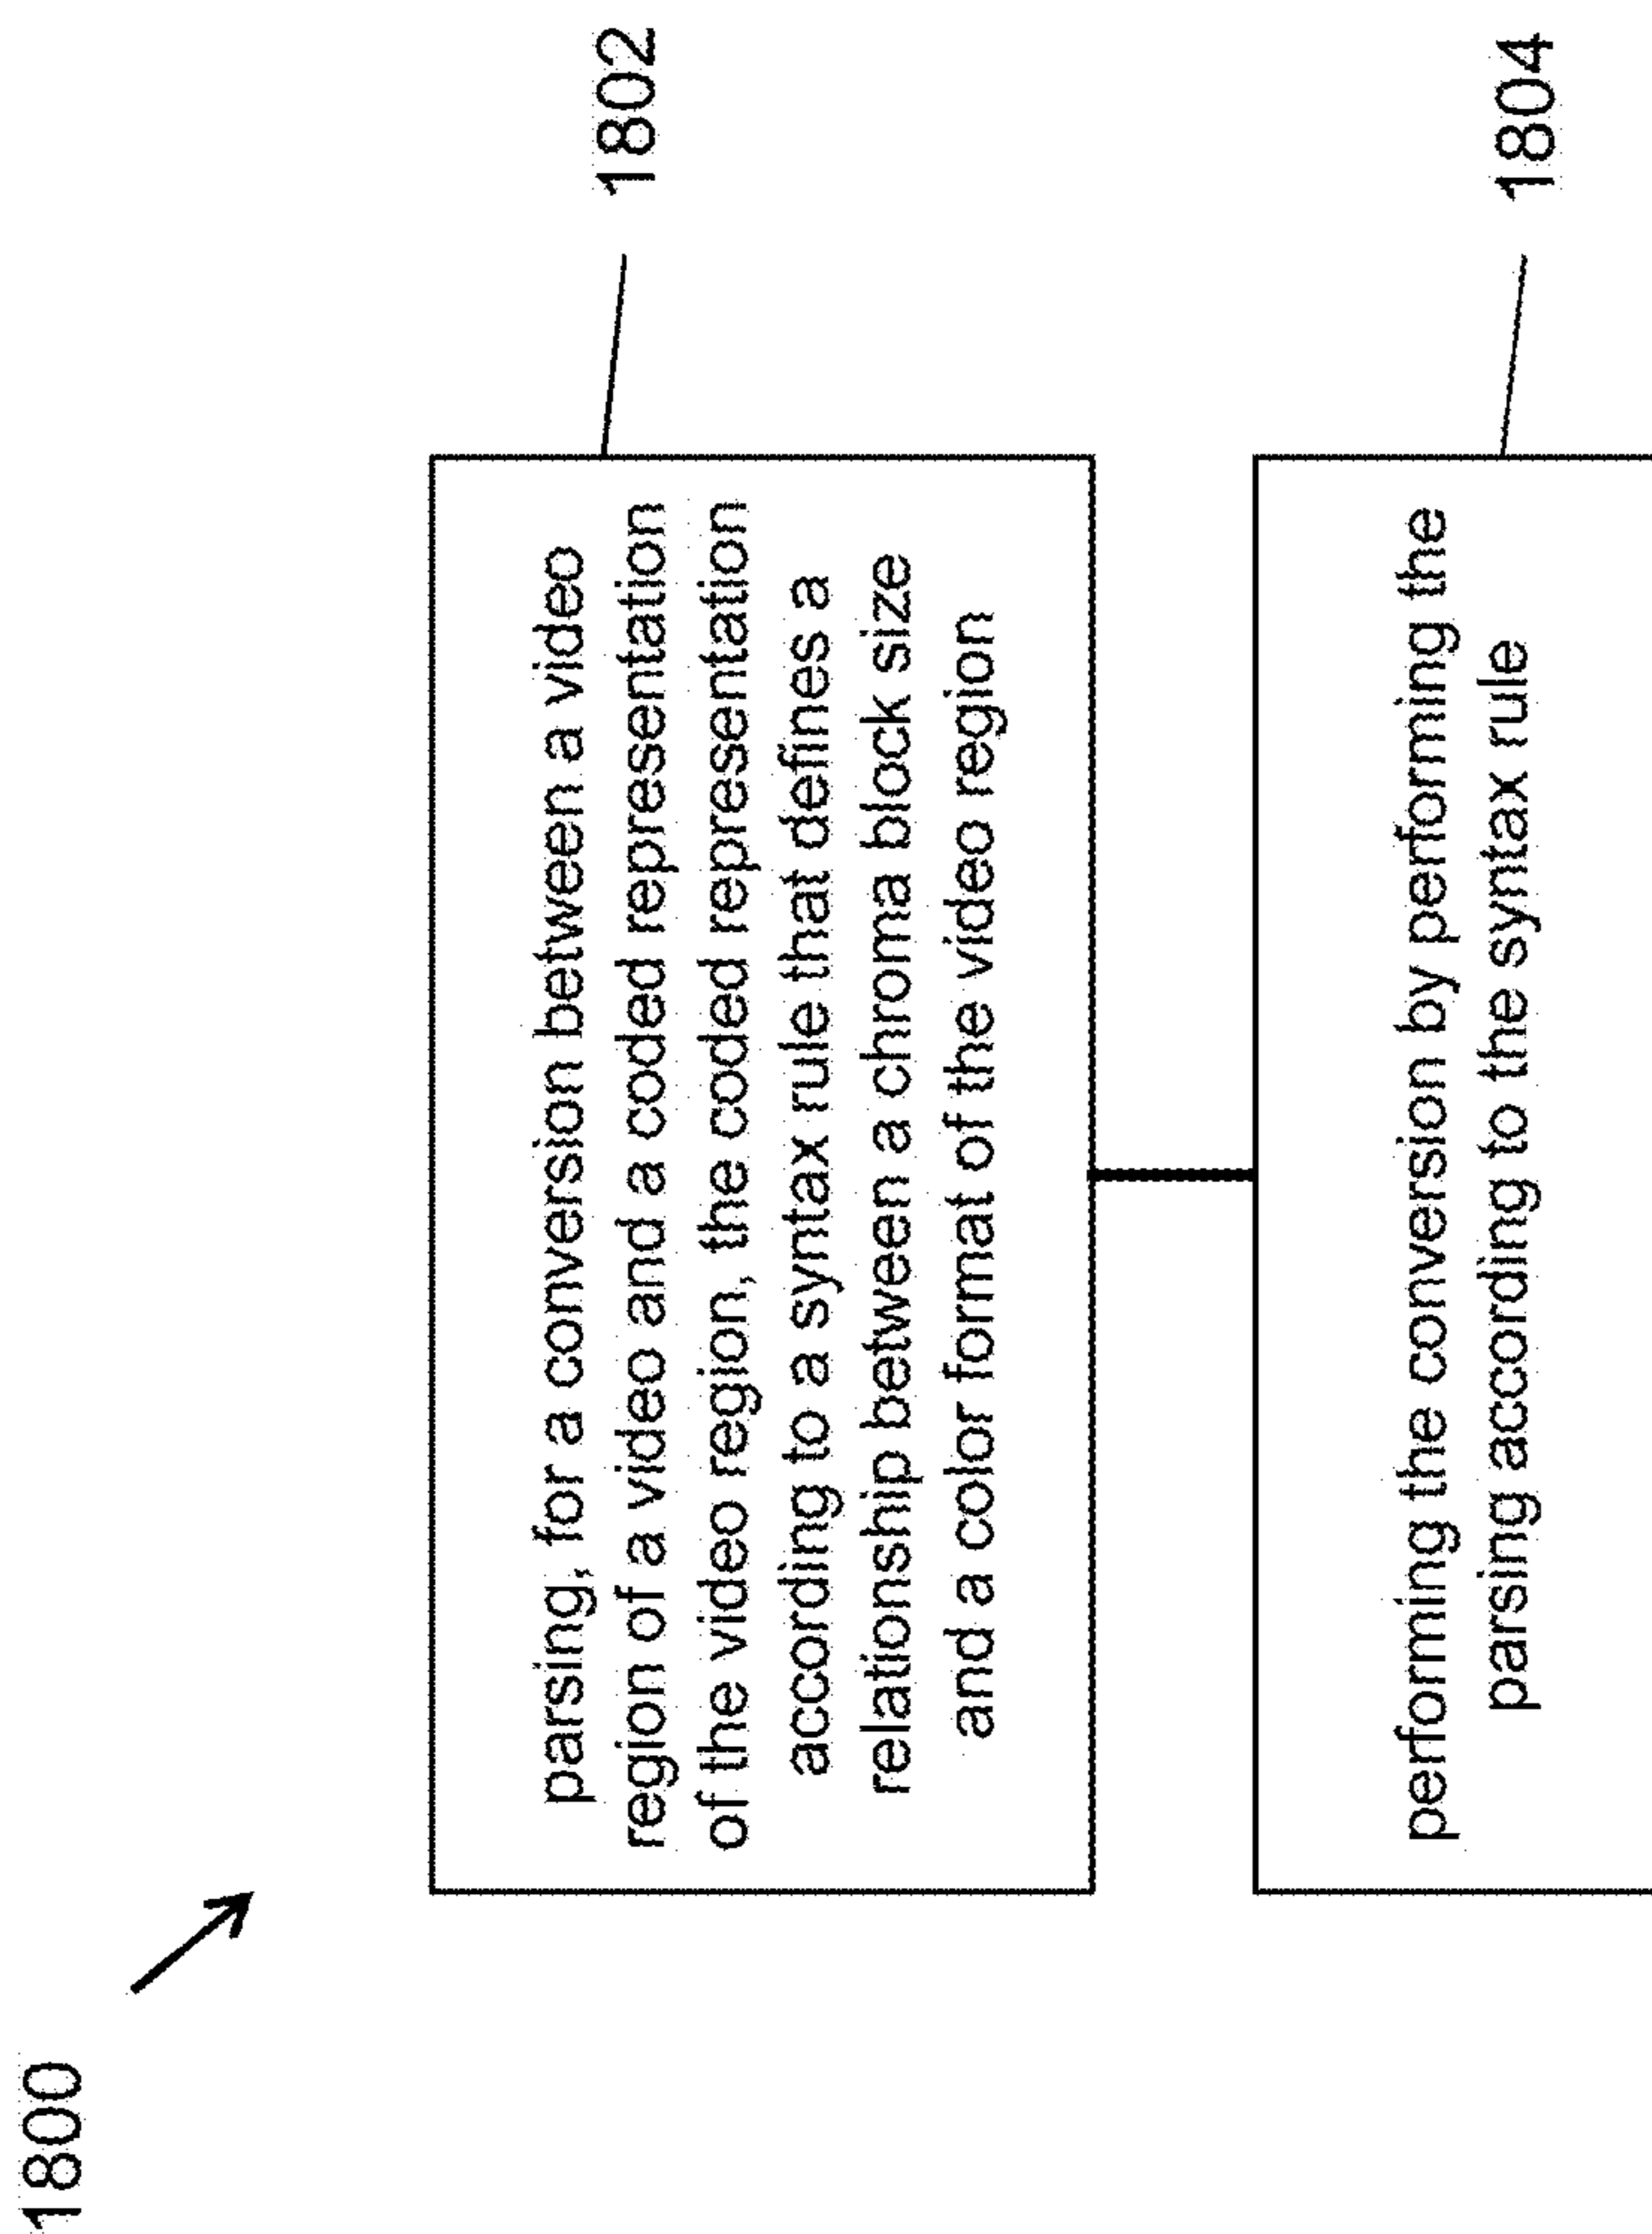 1800
parsing, for a conversion between a video
region of a video and a coded representation
of the video region, the coded representation
according to a syntax rule that defines a
relationship between a chroma block size
and a color format of the video region
1802
performing the conversion by performing the
parsing according to the syntax rule
1804